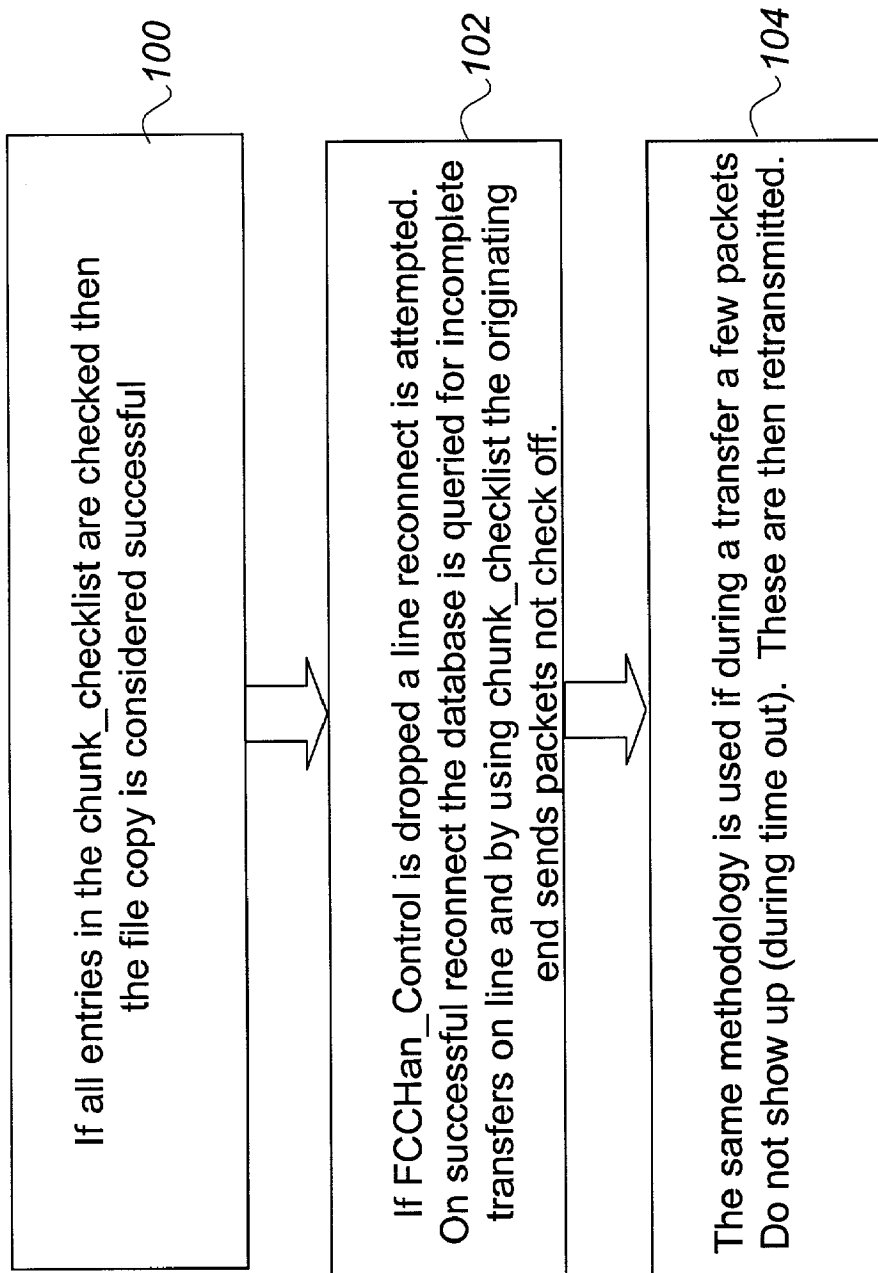 If all entries in the chunk_checklist are checked then
the file copy is considered successful
100
If FCCHan_Control is dropped a line reconnect is attempted.
On successful reconnect the database is queried for incomplete
transfers on line and by using chunk_checklist the originating
end sends packets not check off.
102
The same methodology is used if during a transfer a few packets
Do not show up (during time out). These are then retransmitted.
104